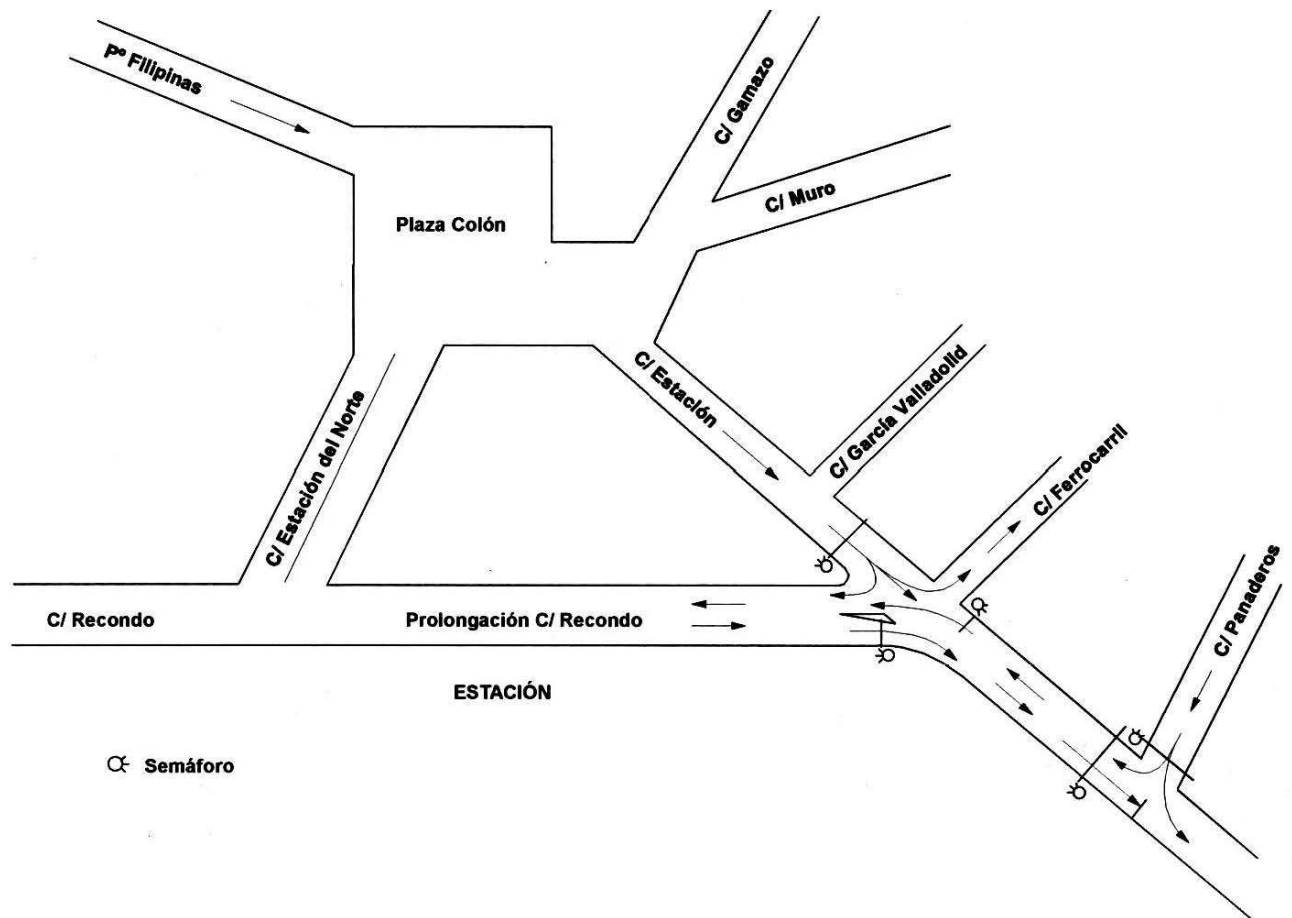 Pº Filipinas
C/ Gamazo
C/ Muro
Plaza Colón
C/ Estación
C/ García Valladolid
C/ Ferrocarril
C/ Panaderos
C/ Estación del Norte
C/ Recondo
Prolongación C/ Recondo
ESTACIÓN
Semáforo